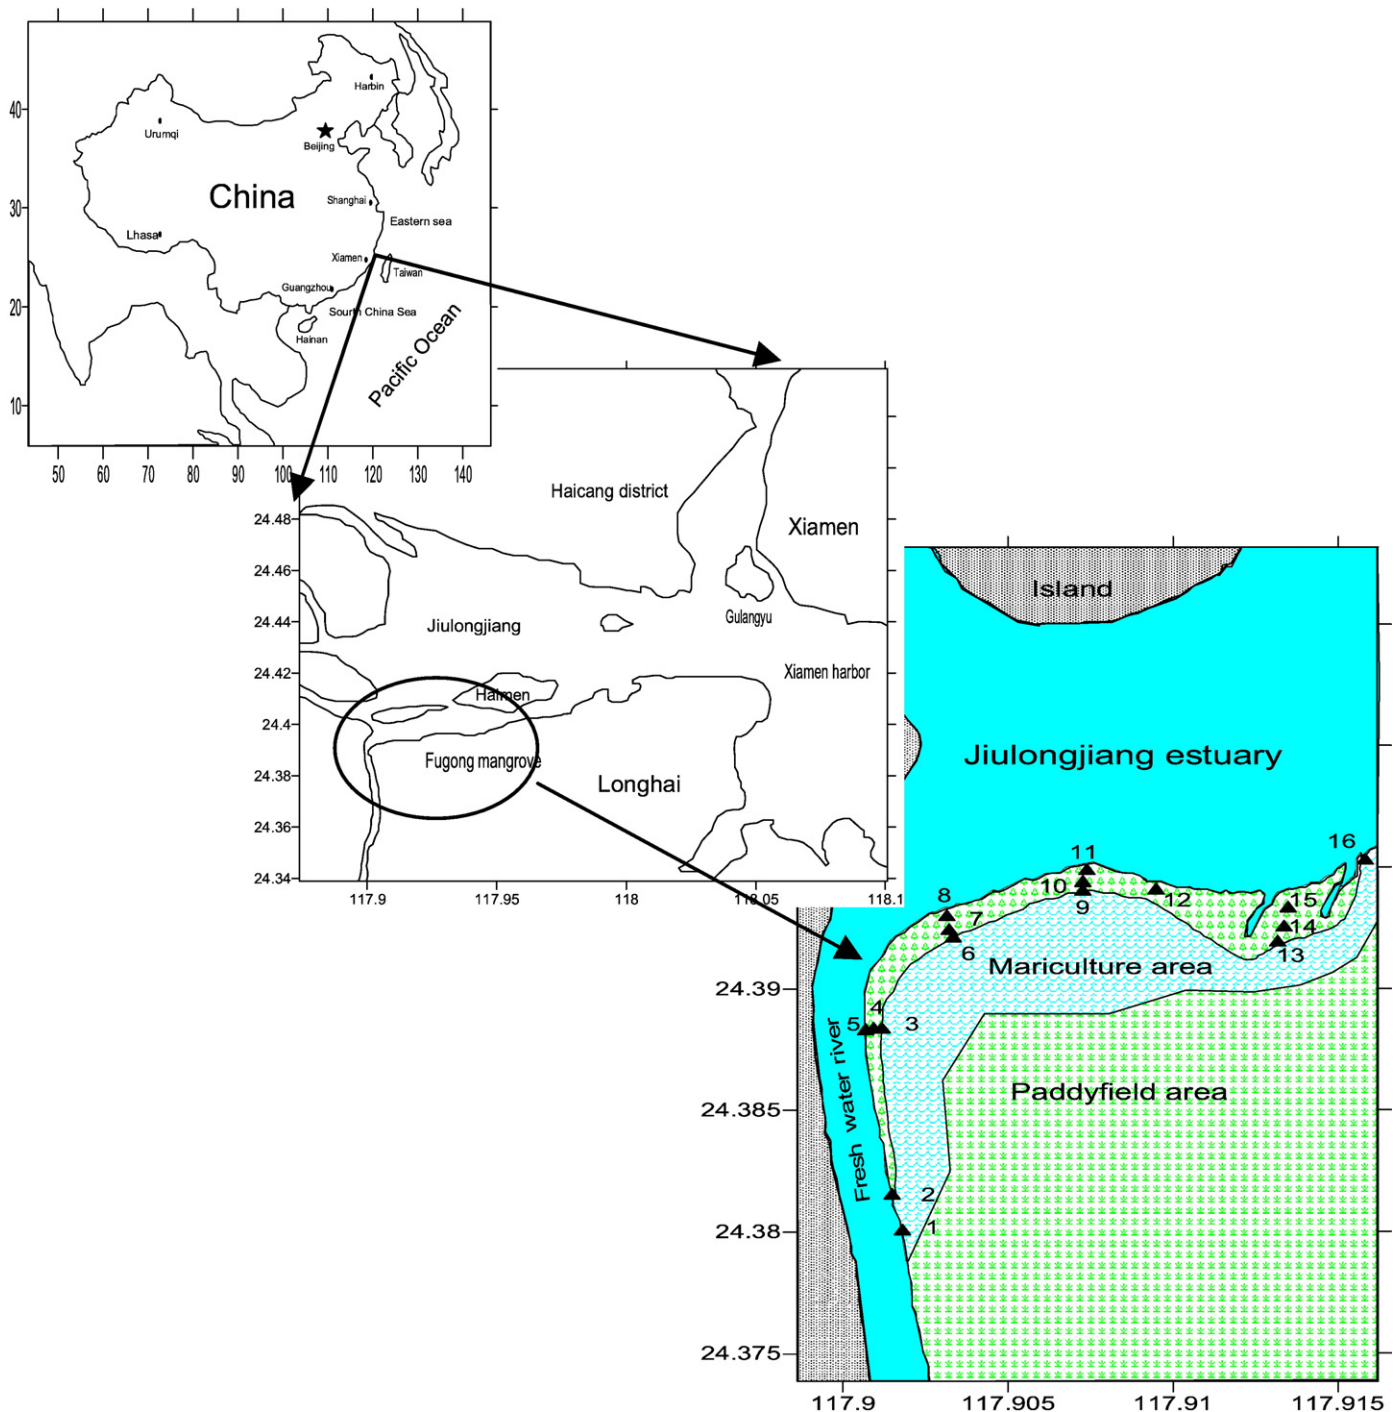 Harbin
40
Urumqi
Beijing
China
Shanghai
30
Eastern sea
Lhasa
Xiamen
Taiwan
Guangzhou
20
South China Sea
Hainan
Pacific Ocean
10
50 60 70 80 90 100 110 120 130 140
Haicang district
24.48
Xiamen
24.46
Gulangyu
24.44
Jiulongjiang
24.42
Xiamen harbor
Haimen
24.4
Fugong mangrove
24.38
Longhai
24.36
24.34
117.9 117.95 118 118.05 118.1
Island
Jiulongjiang estuary
16
11
10
8
7
9
12
15
14
6
13
Mariculture area
24.39
4
5
3
Fresh water river
Paddyfield area
24.385
2
1
24.38
24.375
117.9 117.905 117.91 117.915